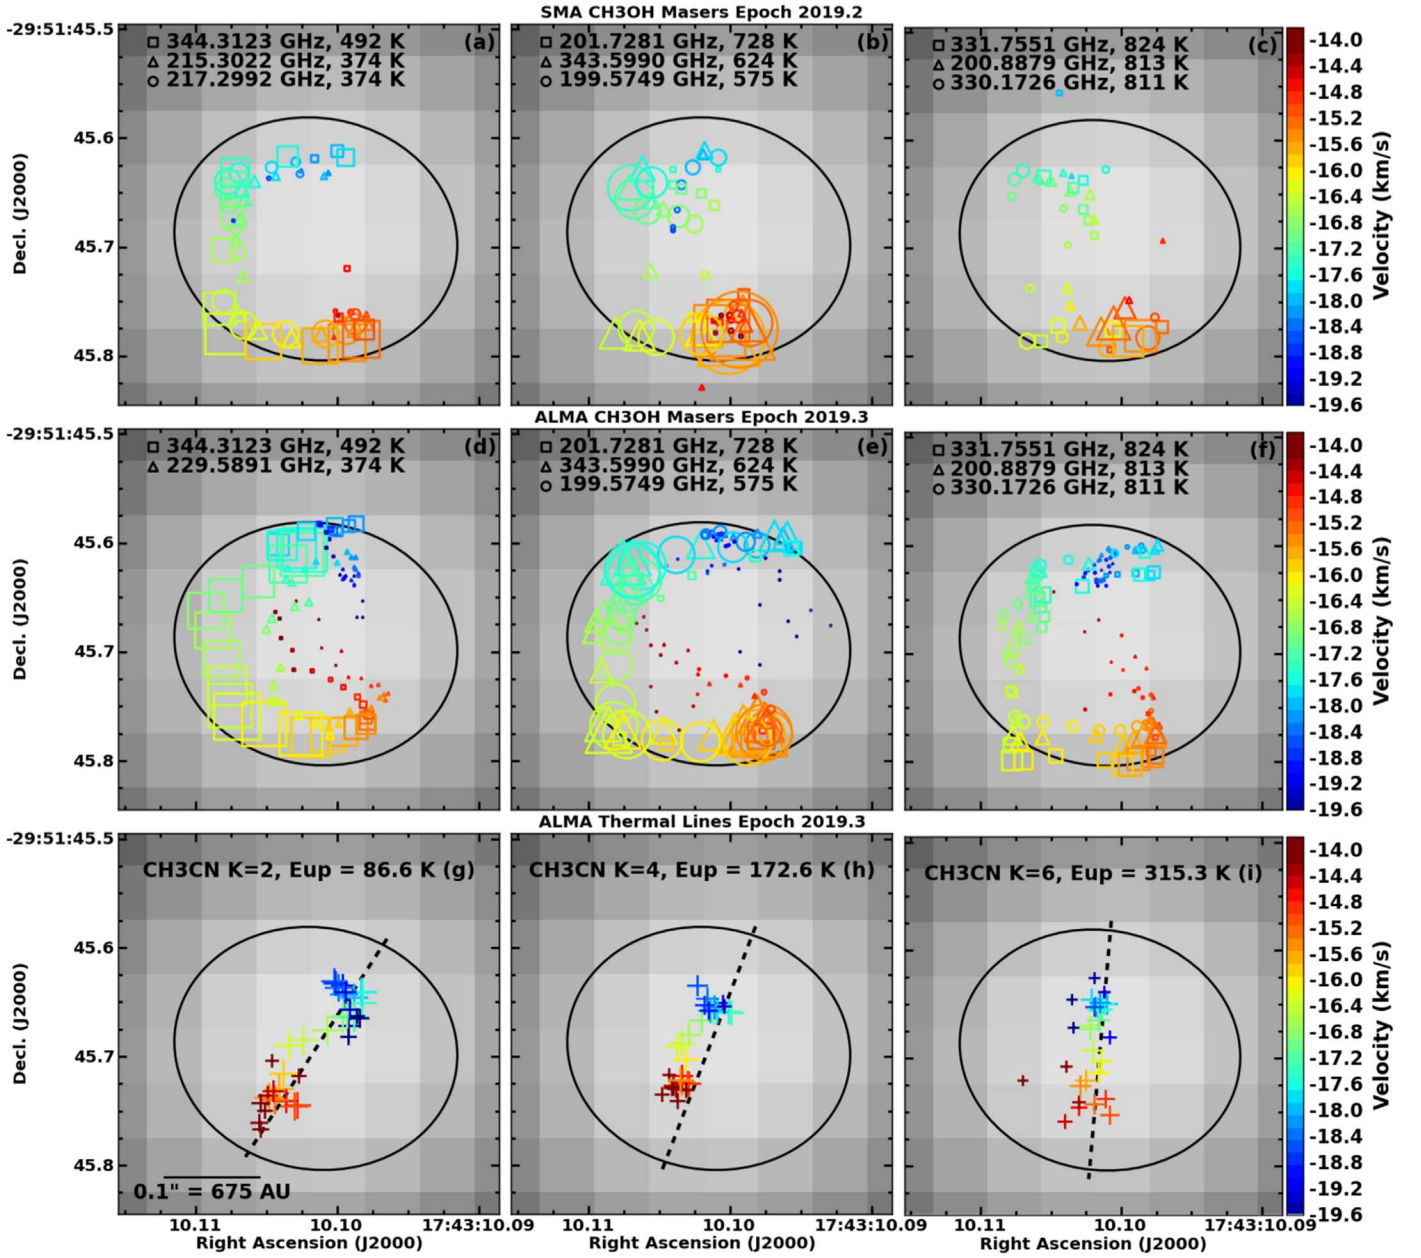 SMA CH3OH Masers Epoch 2019.2
-29:51:45.5
45.6
45.7
45.8
Decl. (J2000)
□ 344.3123 GHz, 492 K (a)
△ 215.3022 GHz, 374 K
○ 217.2992 GHz, 374 K
□ 201.7281 GHz, 728 K (b)
△ 343.5990 GHz, 624 K
○ 199.5749 GHz, 575 K
□ 331.7551 GHz, 824 K (c)
△ 200.8879 GHz, 813 K
○ 330.1726 GHz, 811 K
-14.0
-14.4
-14.8
-15.2
-15.6
-16.0
-16.4
-16.8
-17.2
-17.6
-18.0
-18.4
-18.8
-19.2
-19.6
Velocity (km/s)
ALMA CH3OH Masers Epoch 2019.3
-29:51:45.5
45.6
45.7
45.8
Decl. (J2000)
□ 344.3123 GHz, 492 K (d)
△ 229.5891 GHz, 374 K
□ 201.7281 GHz, 728 K (e)
△ 343.5990 GHz, 624 K
○ 199.5749 GHz, 575 K
□ 331.7551 GHz, 824 K (f)
△ 200.8879 GHz, 813 K
○ 330.1726 GHz, 811 K
-14.0
-14.4
-14.8
-15.2
-15.6
-16.0
-16.4
-16.8
-17.2
-17.6
-18.0
-18.4
-18.8
-19.2
-19.6
Velocity (km/s)
ALMA Thermal Lines Epoch 2019.3
-29:51:45.5
45.6
45.7
45.8
Decl. (J2000)
CH3CN K=2, Eup = 86.6 K (g)
CH3CN K=4, Eup = 172.6 K (h)
CH3CN K=6, Eup = 315.3 K (i)
0.1" = 675 AU
-14.0
-14.4
-14.8
-15.2
-15.6
-16.0
-16.4
-16.8
-17.2
-17.6
-18.0
-18.4
-18.8
-19.2
-19.6
Velocity (km/s)
10.11 10.10 17:43:10.09
10.11 10.10 17:43:10.09
10.11 10.10 17:43:10.09
Right Ascension (J2000)
Right Ascension (J2000)
Right Ascension (J2000)